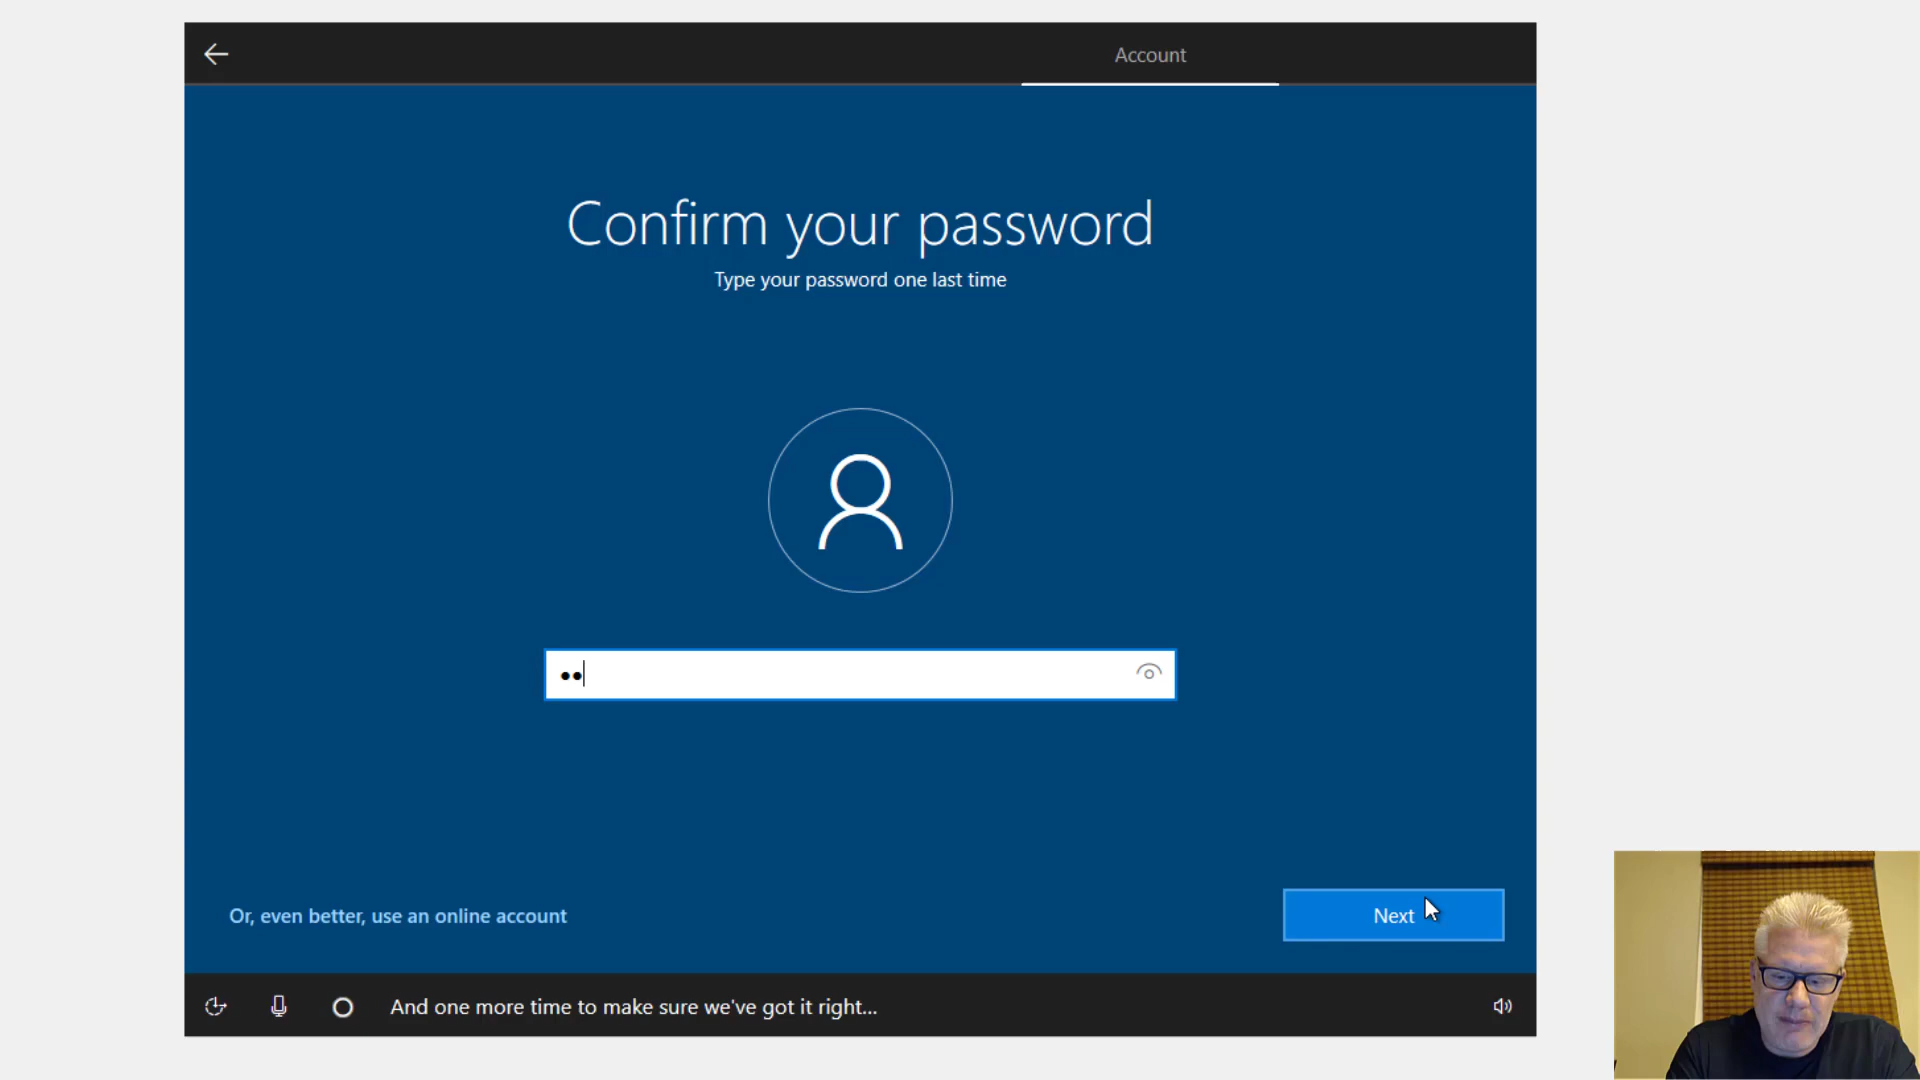 Account
Confirm your password
Type your password one last time
••
Or, even better, use an online account
Next
And one more time to make sure we've got it right...